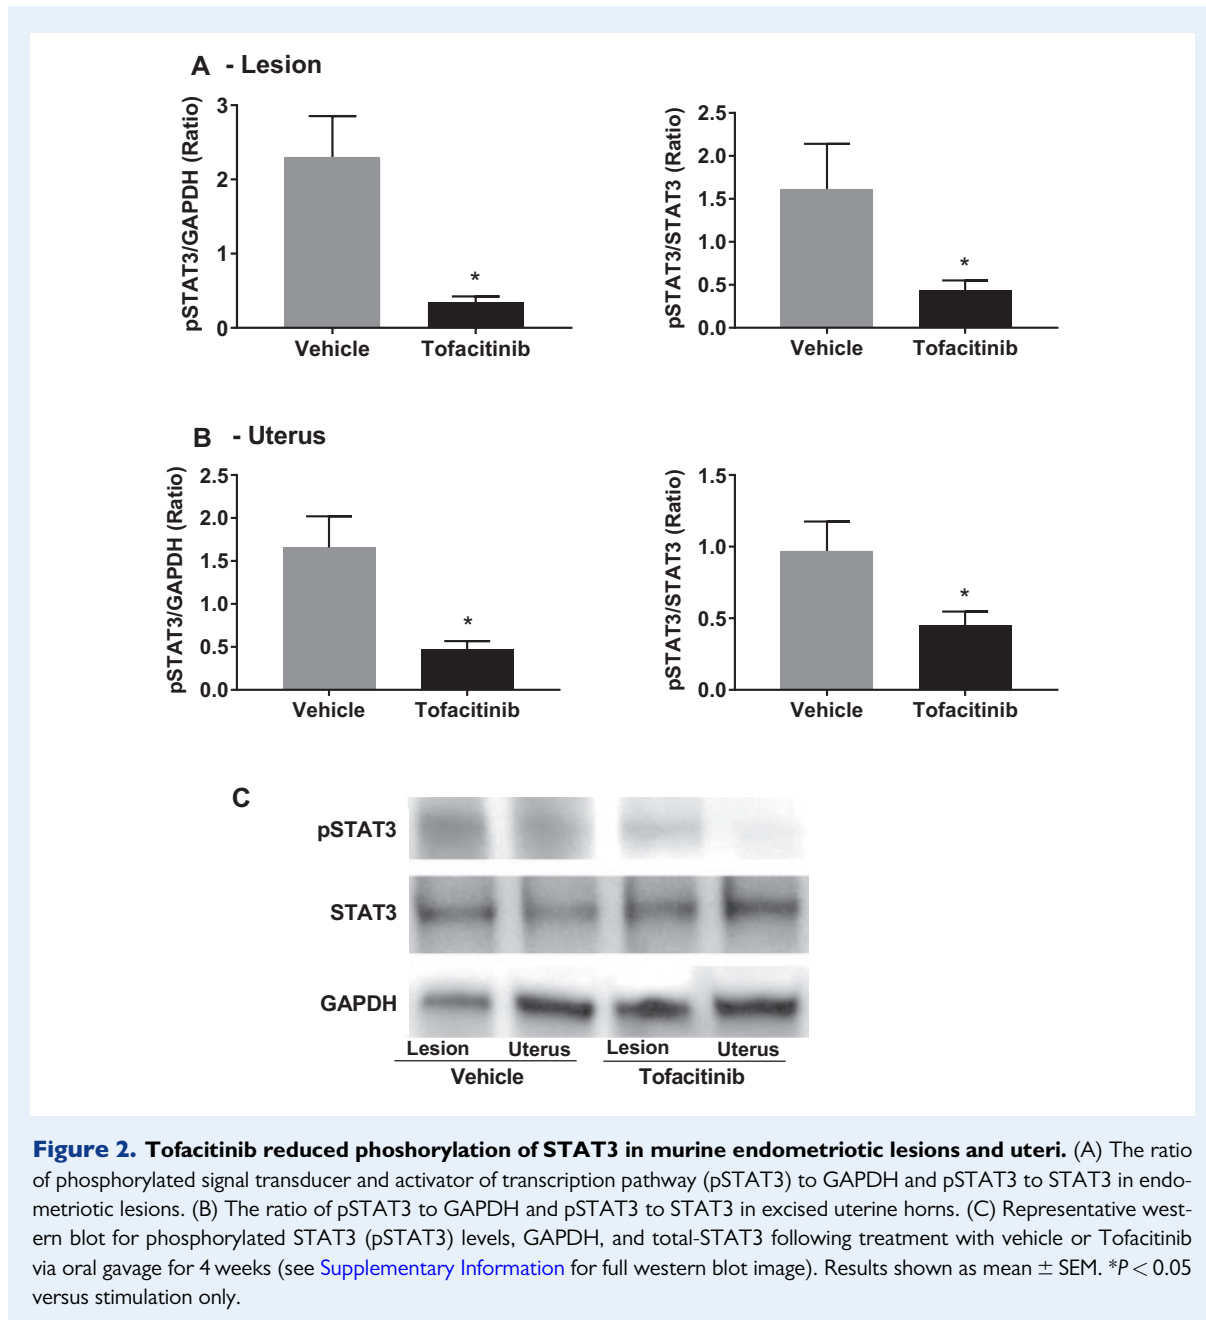 A - Lesion
pSTAT3/GAPDH (Ratio)
3
2
1
0
Vehicle Tofacitinib
*
pSTAT3/STAT3 (Ratio)
2.5
2.0
1.5
1.0
0.5
0.0
Vehicle Tofacitinib
*
B - Uterus
pSTAT3/GAPDH (Ratio)
2.5
2.0
1.5
1.0
0.5
0.0
Vehicle Tofacitinib
*
pSTAT3/STAT3 (Ratio)
1.5
1.0
0.5
0.0
Vehicle Tofacitinib
*
C
pSTAT3
STAT3
GAPDH
Lesion Uterus Lesion Uterus
Vehicle Tofacitinib
Figure 2. Tofacitinib reduced phoshorylation of STAT3 in murine endometriotic lesions and uteri. (A) The ratio
of phosphorylated signal transducer and activator of transcription pathway (pSTAT3) to GAPDH and pSTAT3 to STAT3 in endo-
metriotic lesions. (B) The ratio of pSTAT3 to GAPDH and pSTAT3 to STAT3 in excised uterine horns. (C) Representative west-
ern blot for phosphorylated STAT3 (pSTAT3) levels, GAPDH, and total-STAT3 following treatment with vehicle or Tofacitinib
via oral gavage for 4 weeks (see Supplementary Information for full western blot image). Results shown as mean ± SEM. *P < 0.05
versus stimulation only.